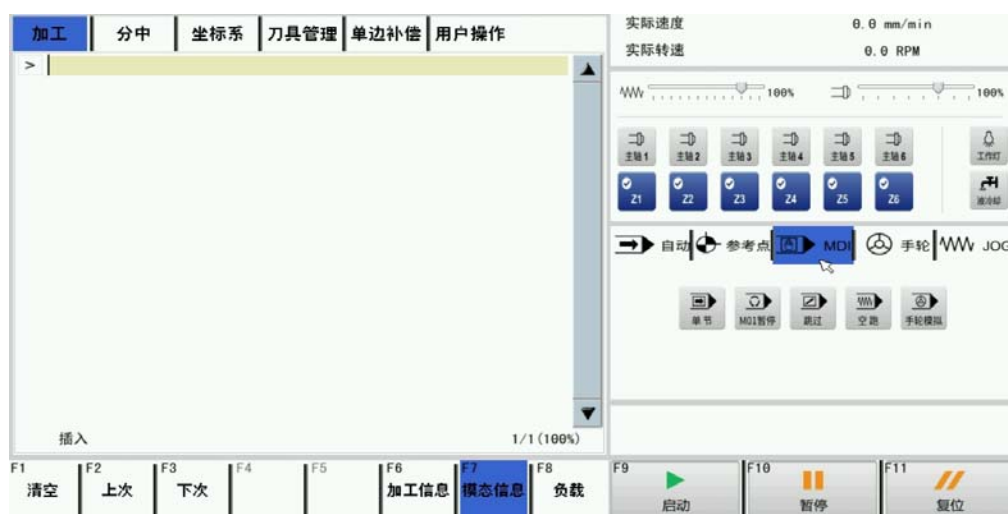 加工 分中 坐标系 刀具管理 单边补偿 用户操作
>
插入 1/1(100%)
F1 清空
F2 上次
F3 下次
F4
F5
F6 加工信息
F7 模态信息
F8 负载
实际速度 0.0 mm/min
实际转速 0.0 RPM
100% 100%
主轴1 主轴2 主轴3 主轴4 主轴5 主轴6 工作灯
Z1 Z2 Z3 Z4 Z5 Z6 液冷却
自动 参考点 MDI 手轮 JOG
单节 M01暂停 跳过 空跑 手轮模拟
F9 启动
F10 暂停
F11 复位